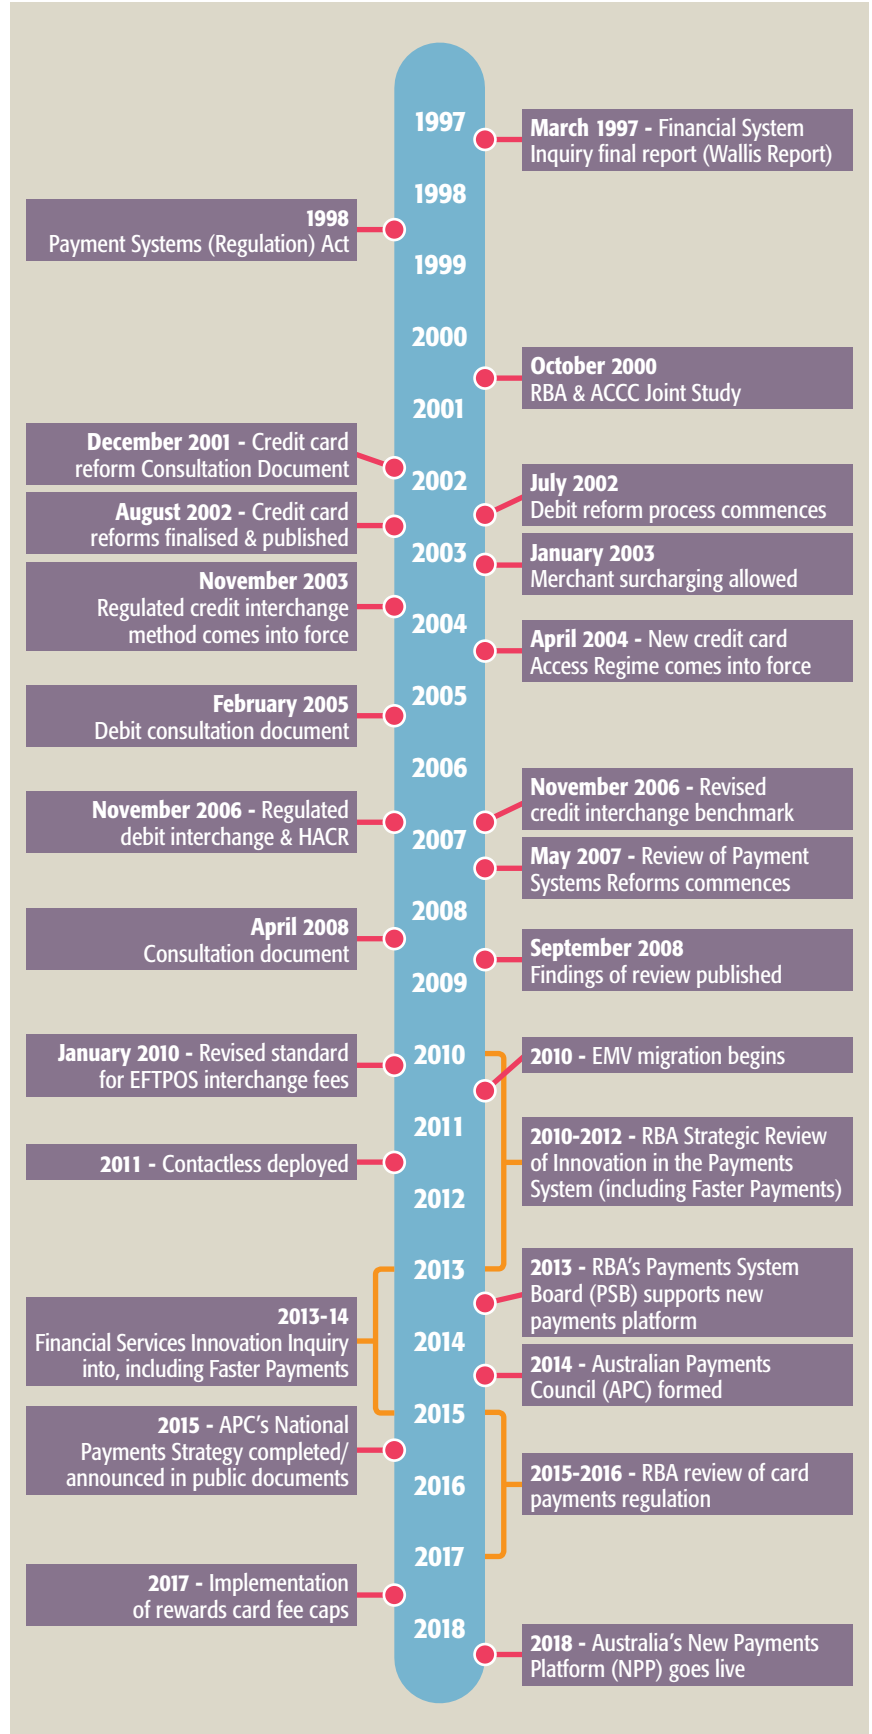 1997
March 1997 - Financial System
Inquiry final report (Wallis Report)
1998
1998
Payment Systems (Regulation) Act
1999
2000
October 2000
RBA & ACCC Joint Study
2001
December 2001 - Credit card
reform Consultation Document
2002
July 2002
Debit reform process commences
August 2002 - Credit card
reforms finalised & published
2003
January 2003
Merchant surcharging allowed
November 2003
Regulated credit interchange
method comes into force
2004
April 2004 - New credit card
Access Regime comes into force
2005
February 2005
Debit consultation document
2006
November 2006 - Revised
credit interchange benchmark
November 2006 - Regulated
debit interchange & HACR
2007
May 2007 - Review of Payment
Systems Reforms commences
2008
April 2008
Consultation document
September 2008
Findings of review published
2009
2010
January 2010 - Revised standard
for EFTPOS interchange fees
2010 - EMV migration begins
2011
2010-2012 - RBA Strategic Review
of Innovation in the Payments
System (including Faster Payments)
2011 - Contactless deployed
2012
2013
2013 - RBA's Payments System
Board (PSB) supports new
payments platform
2013-14
Financial Services Innovation Inquiry
into, including Faster Payments
2014
2014 - Australian Payments
Council (APC) formed
2015
2015 - APC's National
Payments Strategy completed/
announced in public documents
2016
2015-2016 - RBA review of card
payments regulation
2017
2017 - Implementation
of rewards card fee caps
2018
2018 - Australia's New Payments
Platform (NPP) goes live